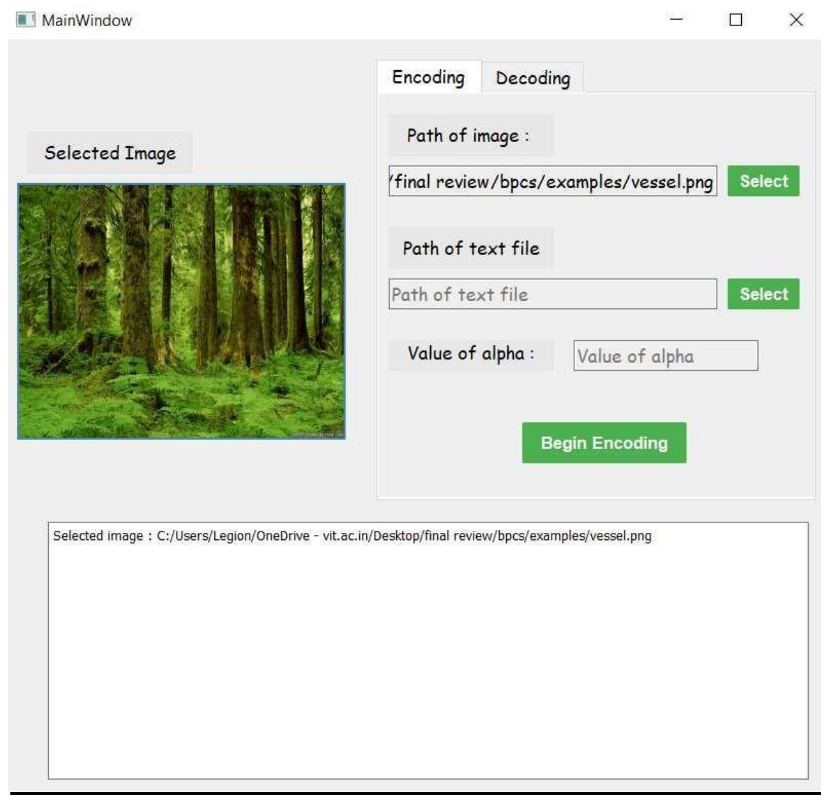 MainWindow
Encoding Decoding
Selected Image
Path of image :
/final review/bpcs/examples/vessel.png Select
Path of text file
Path of text file Select
Value of alpha : Value of alpha
Begin Encoding
Selected image : C:/Users/Legion/OneDrive - vit.ac.in/Desktop/final review/bpcs/examples/vessel.png